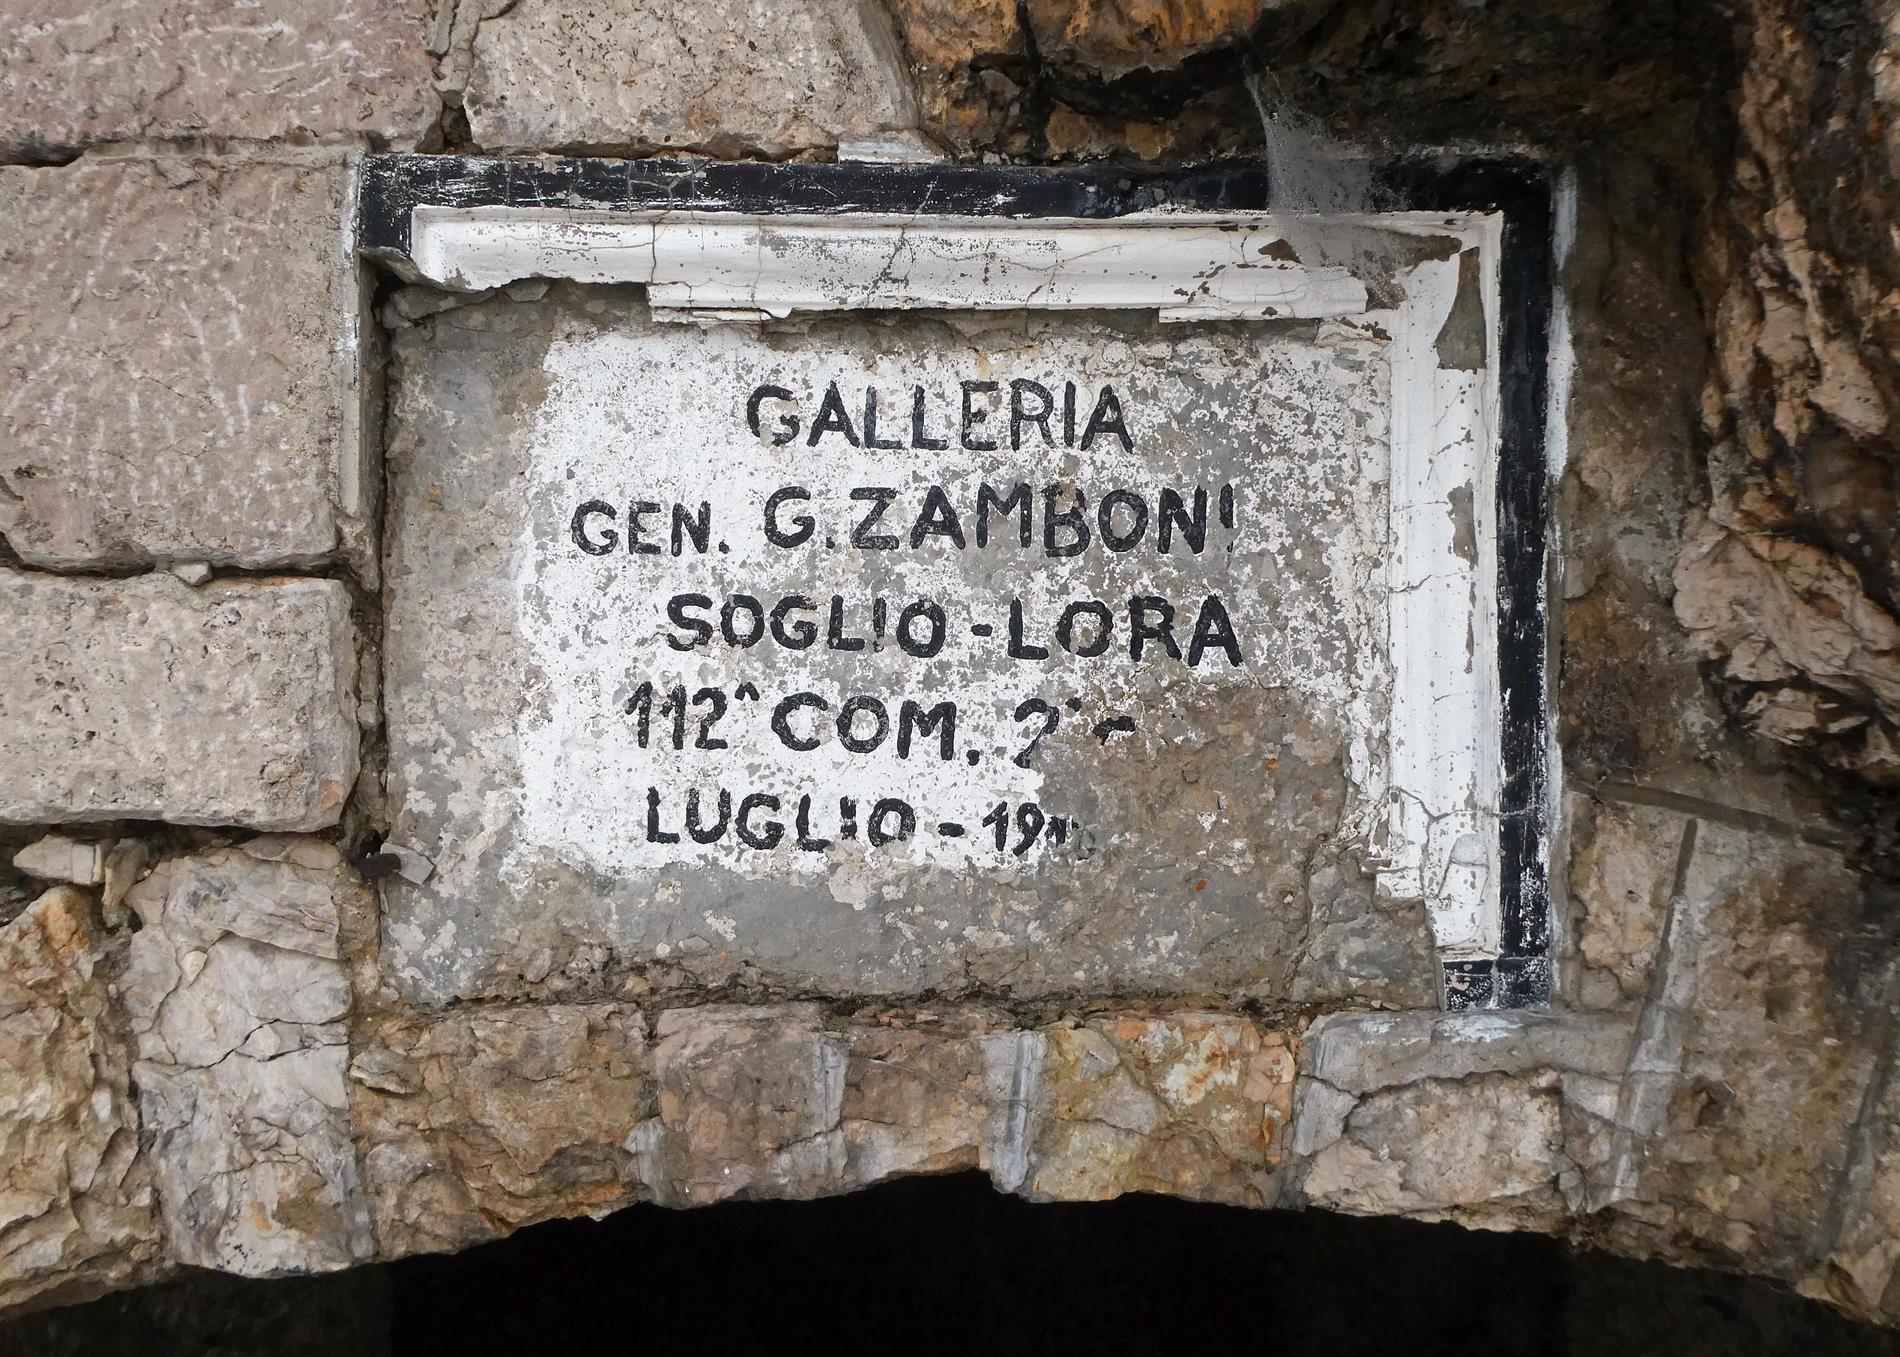 GALLERIA
GEN. G. ZAMBONI
SOGLIO - LORA
112^ COM.
LUGLIO -